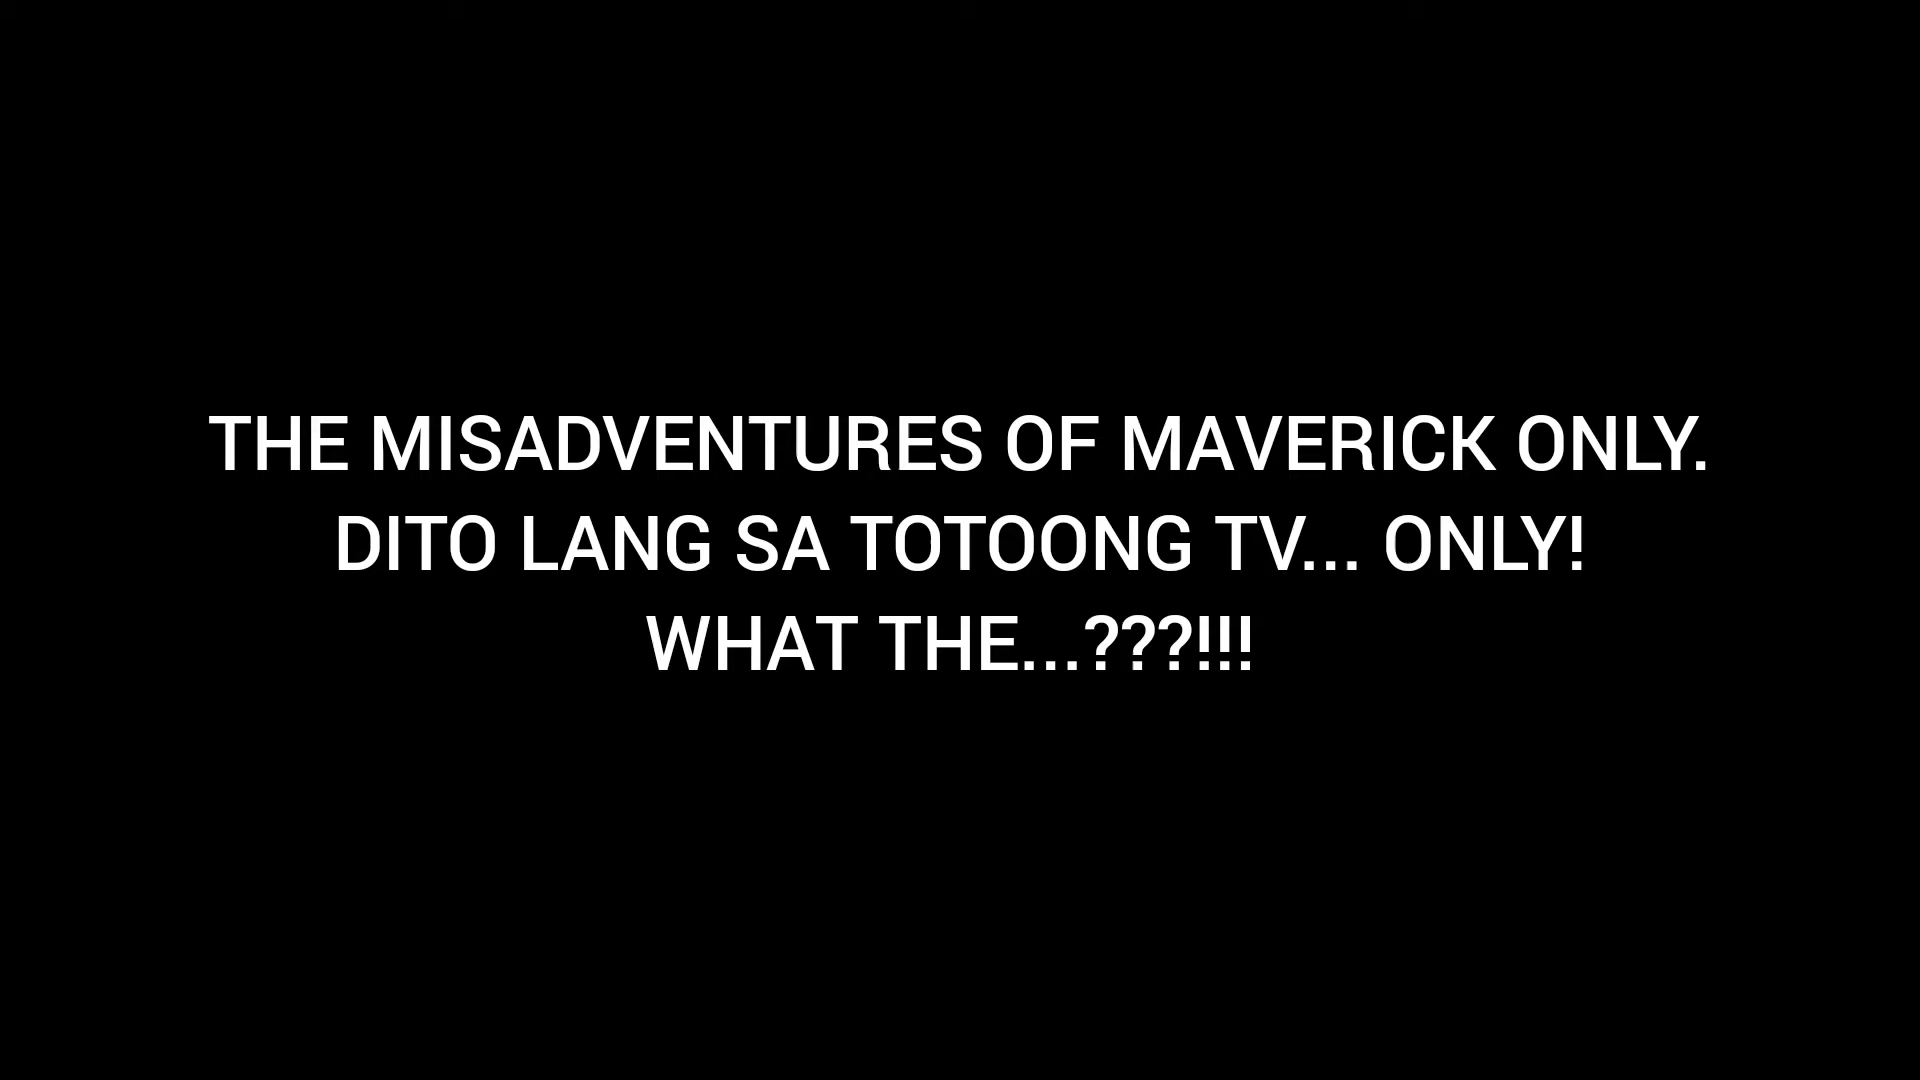 THE MISADVENTURES OF MAVERICK ONLY.
DITO LANG SA TOTOONG TV... ONLY!
WHAT THE...???!!!